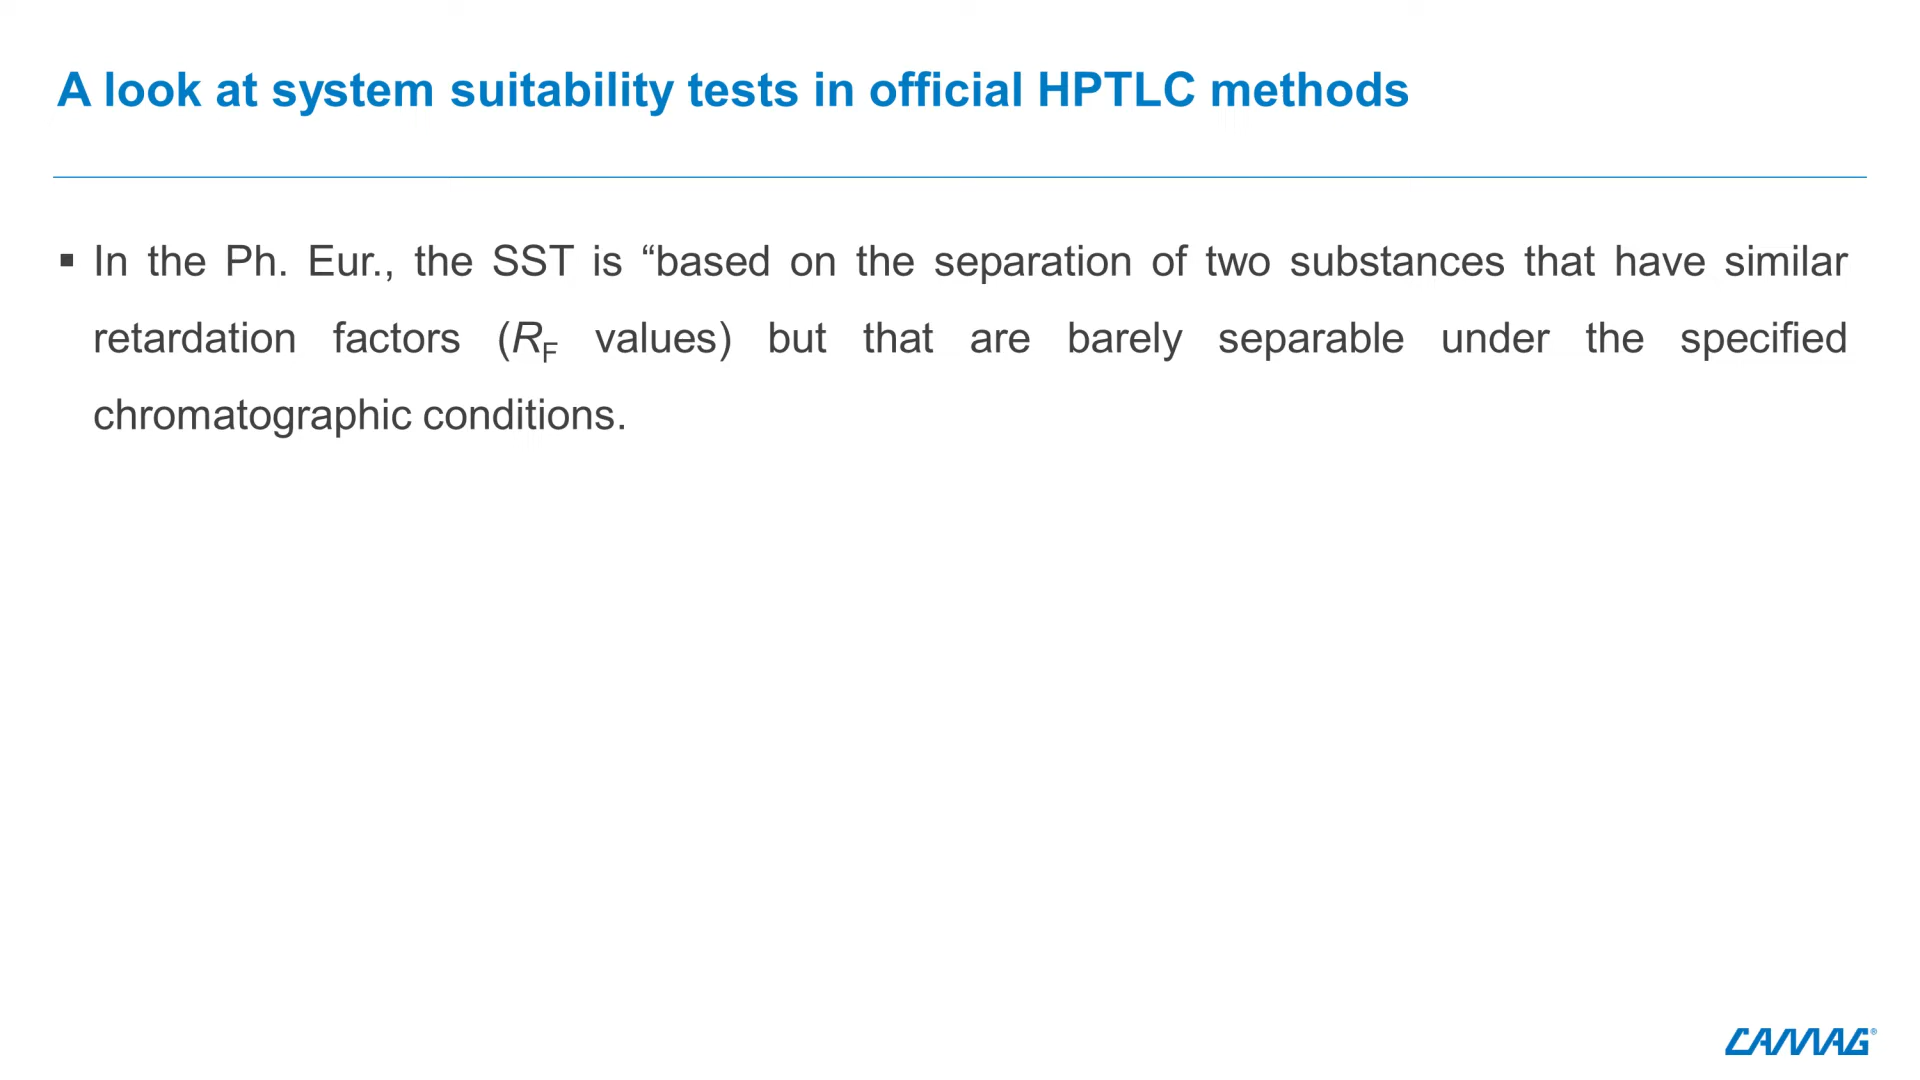 A look at system suitability tests in official HPTLC methods
▪ In the Ph. Eur., the SST is “based on the separation of two substances that have similar
retardation factors (RF values) but that are barely separable under the specified
chromatographic conditions.
CAMAG®